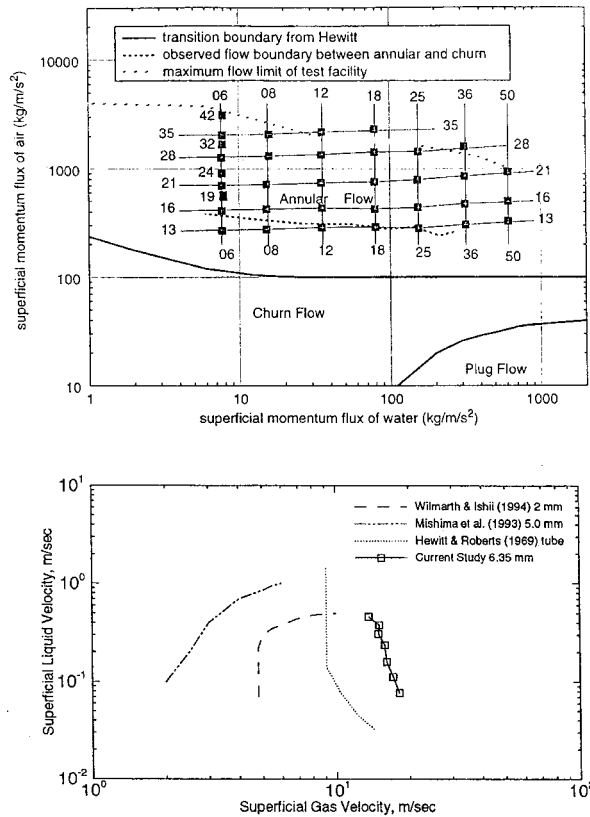 transition boundary from Hewitt
observed flow boundary between annular and churn
maximum flow limit of test facility
superficial momentum flux of air (kg/m/s²)
10000
1000
100
10
06 08 12 18 25 36 50
42
35
32
28
24
21
19
16
13
35
28
21
16
13
Annular Flow
06 08 12 18 25 36 50
Churn Flow
Plug Flow
1 10 100 1000
superficial momentum flux of water (kg/m/s²)
Superficial Liquid Velocity, m/sec
10¹
10⁰
10⁻¹
10⁻²
Wilmarth & Ishii (1994) 2 mm
Mishima et al. (1993) 5.0 mm
Hewitt & Roberts (1969) tube
Current Study 6.35 mm
10⁰ 10¹ 10²
Superficial Gas Velocity, m/sec